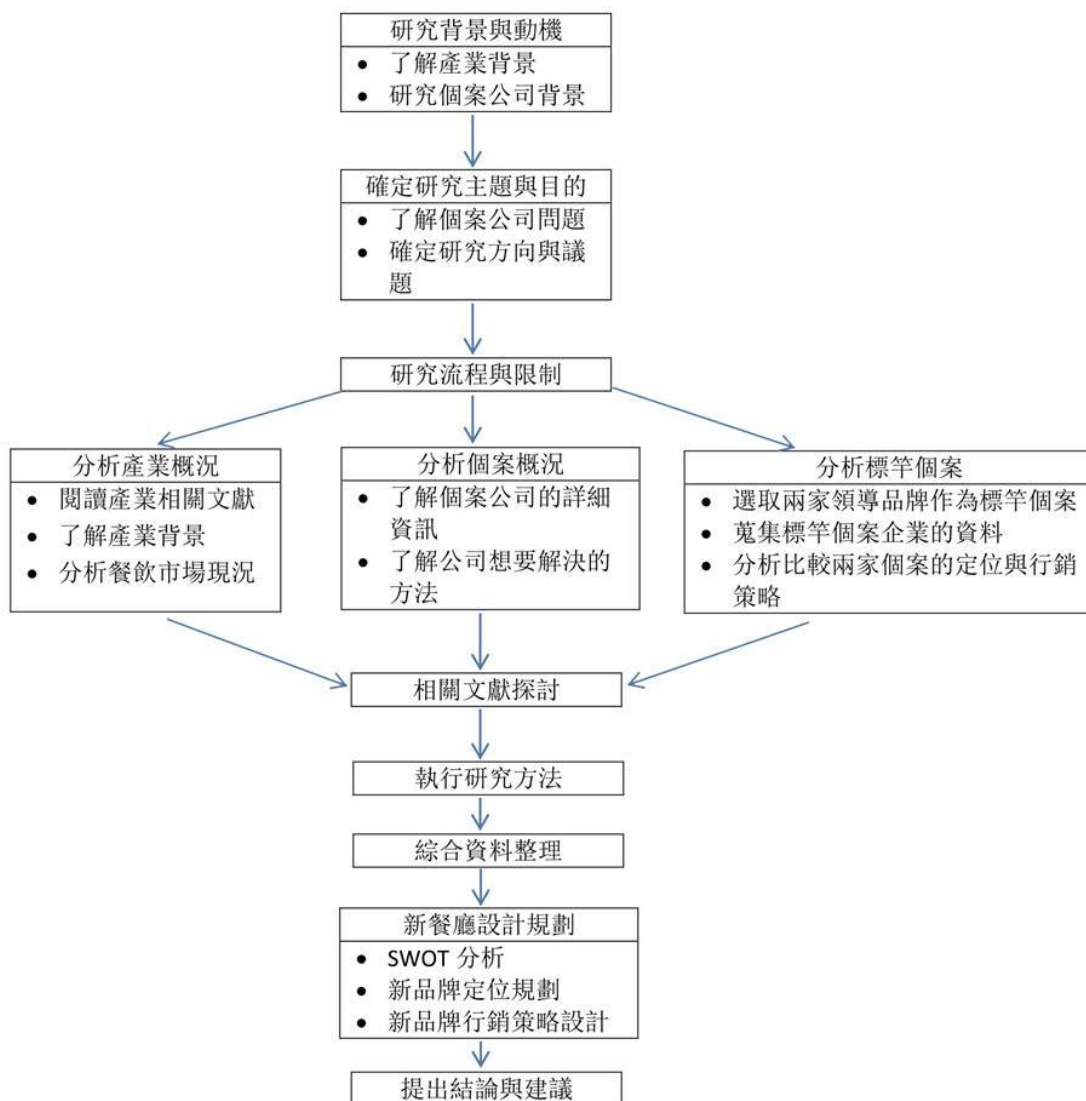 研究背景與動機
• 了解產業背景
• 研究個案公司背景
確定研究主題與目的
• 了解個案公司問題
• 確定研究方向與議
題
研究流程與限制
分析產業概況
• 閱讀產業相關文獻
• 了解產業背景
• 分析餐飲市場現況
分析個案概況
• 了解個案公司的詳細
資訊
• 了解公司想要解決的
方法
分析標竿個案
• 選取兩家領導品牌作為標竿個案
• 蒐集標竿個案企業的資料
• 分析比較兩家個案的定位與行銷
策略
相關文獻探討
執行研究方法
綜合資料整理
新餐廳設計規劃
• SWOT 分析
• 新品牌定位規劃
• 新品牌行銷策略設計
提出結論與建議